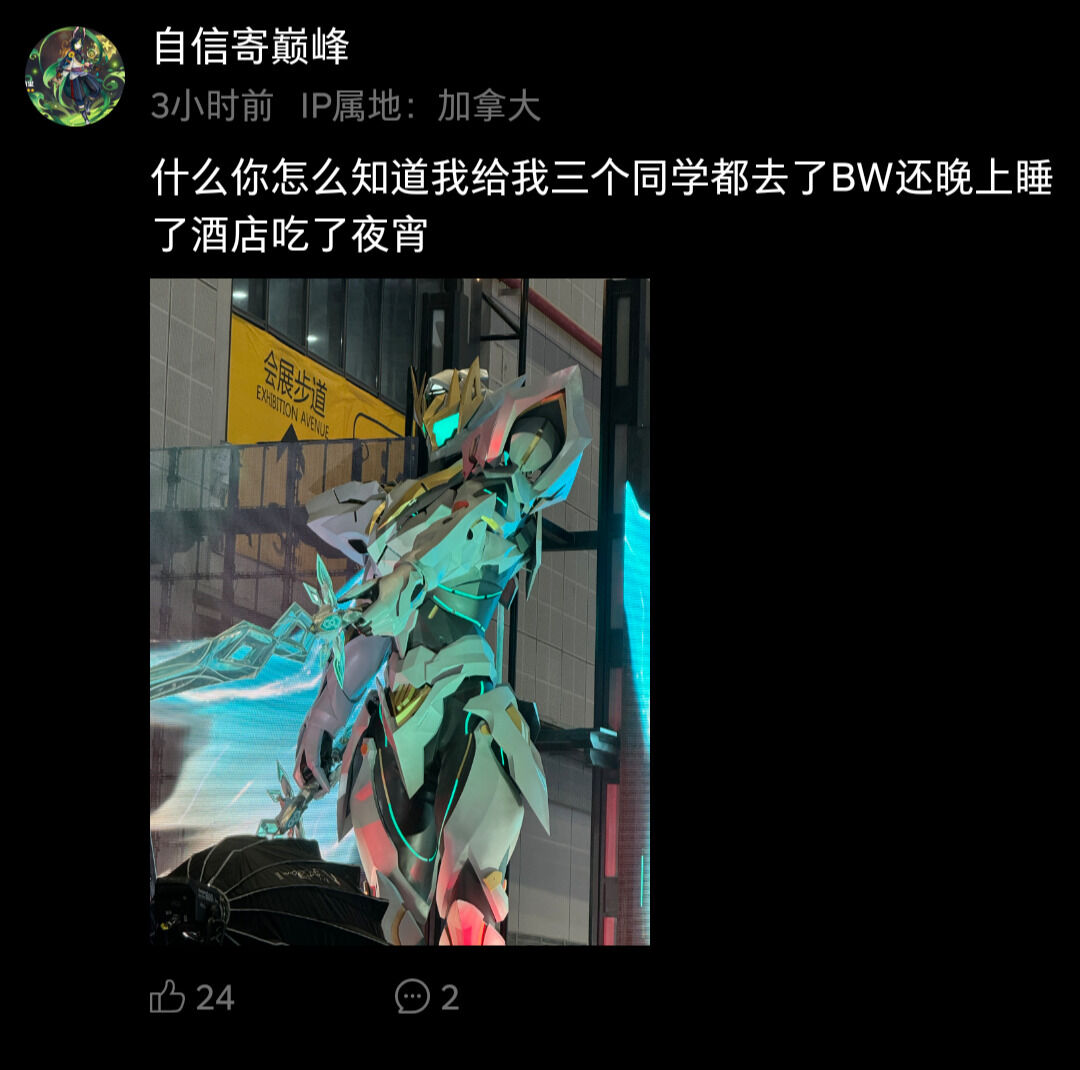 自信寄巅峰
3小时前 IP属地：加拿大
什么你怎么知道我给我三个同学都去了BW还晚上睡
了酒店吃了夜宵
会展步道
EXHIBITION AVENUE
24
2